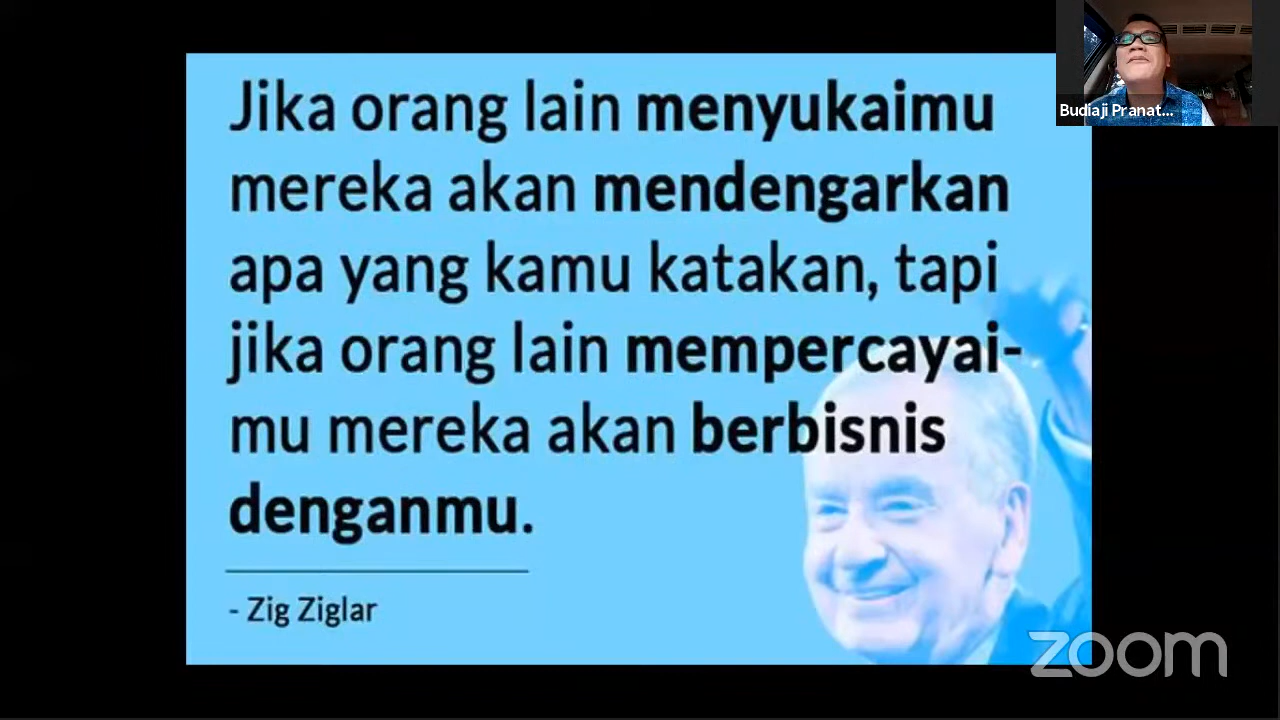 Jika orang lain menyukaimu
mereka akan mendengarkan
apa yang kamu katakan, tapi
jika orang lain mempercayai-
mu mereka akan berbisnis
denganmu.
- Zig Ziglar
Budiaji Pranat...
zoom